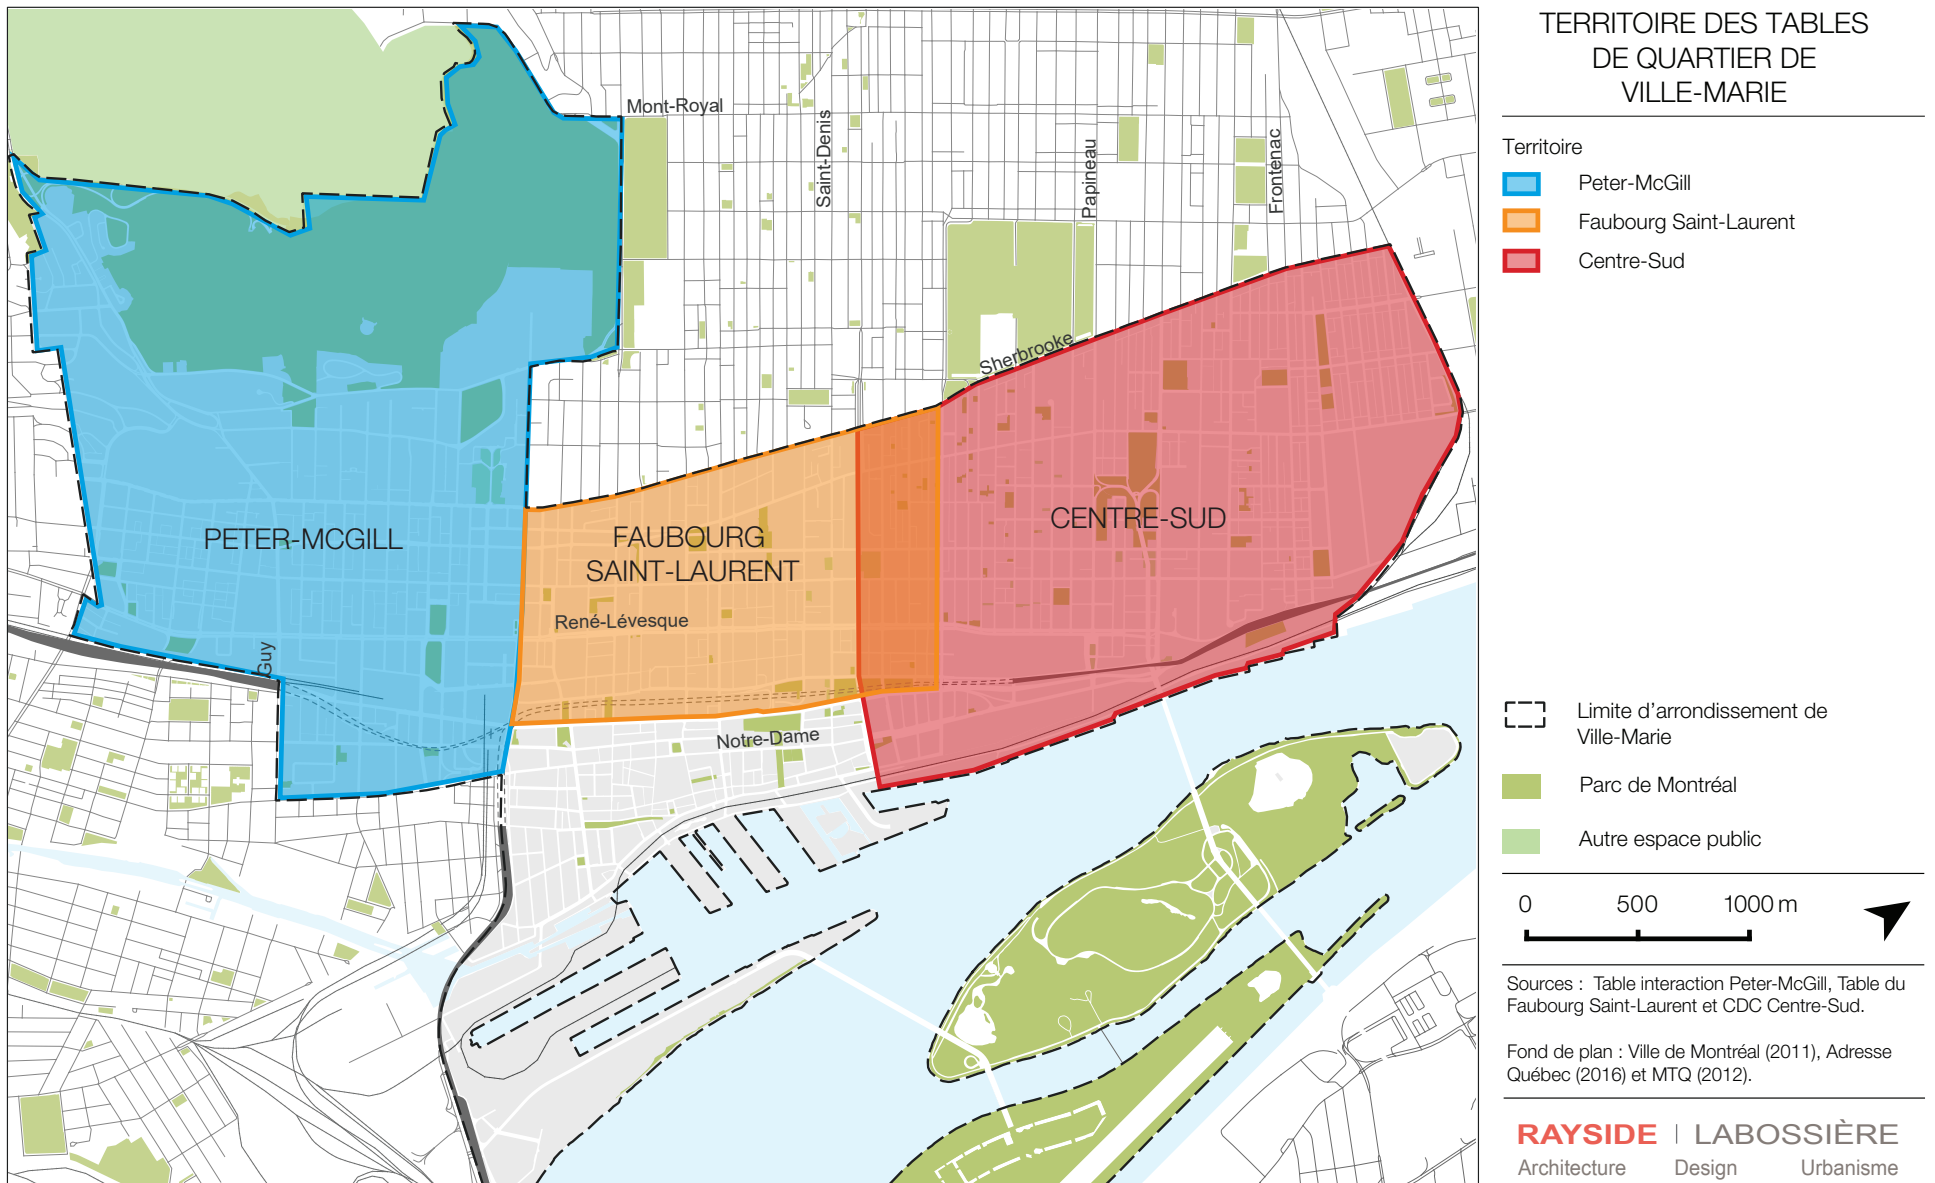 TERRITOIRE DES TABLES
DE QUARTIER DE
VILLE-MARIE
Territoire
Peter-McGill
Faubourg Saint-Laurent
Centre-Sud
Mont-Royal
Saint-Denis
Papineau
Frontenac
Sherbrooke
PETER-MCGILL
FAUBOURG
SAINT-LAURENT
CENTRE-SUD
René-Lévesque
Guy
Notre-Dame
Limite d'arrondissement de
Ville-Marie
Parc de Montréal
Autre espace public
0 500 1000 m
Sources : Table interaction Peter-McGill, Table du
Faubourg Saint-Laurent et CDC Centre-Sud.
Fond de plan : Ville de Montréal (2011), Adresse
Québec (2016) et MTQ (2012).
RAYSIDE | LABOSSIÈRE
Architecture Design Urbanisme